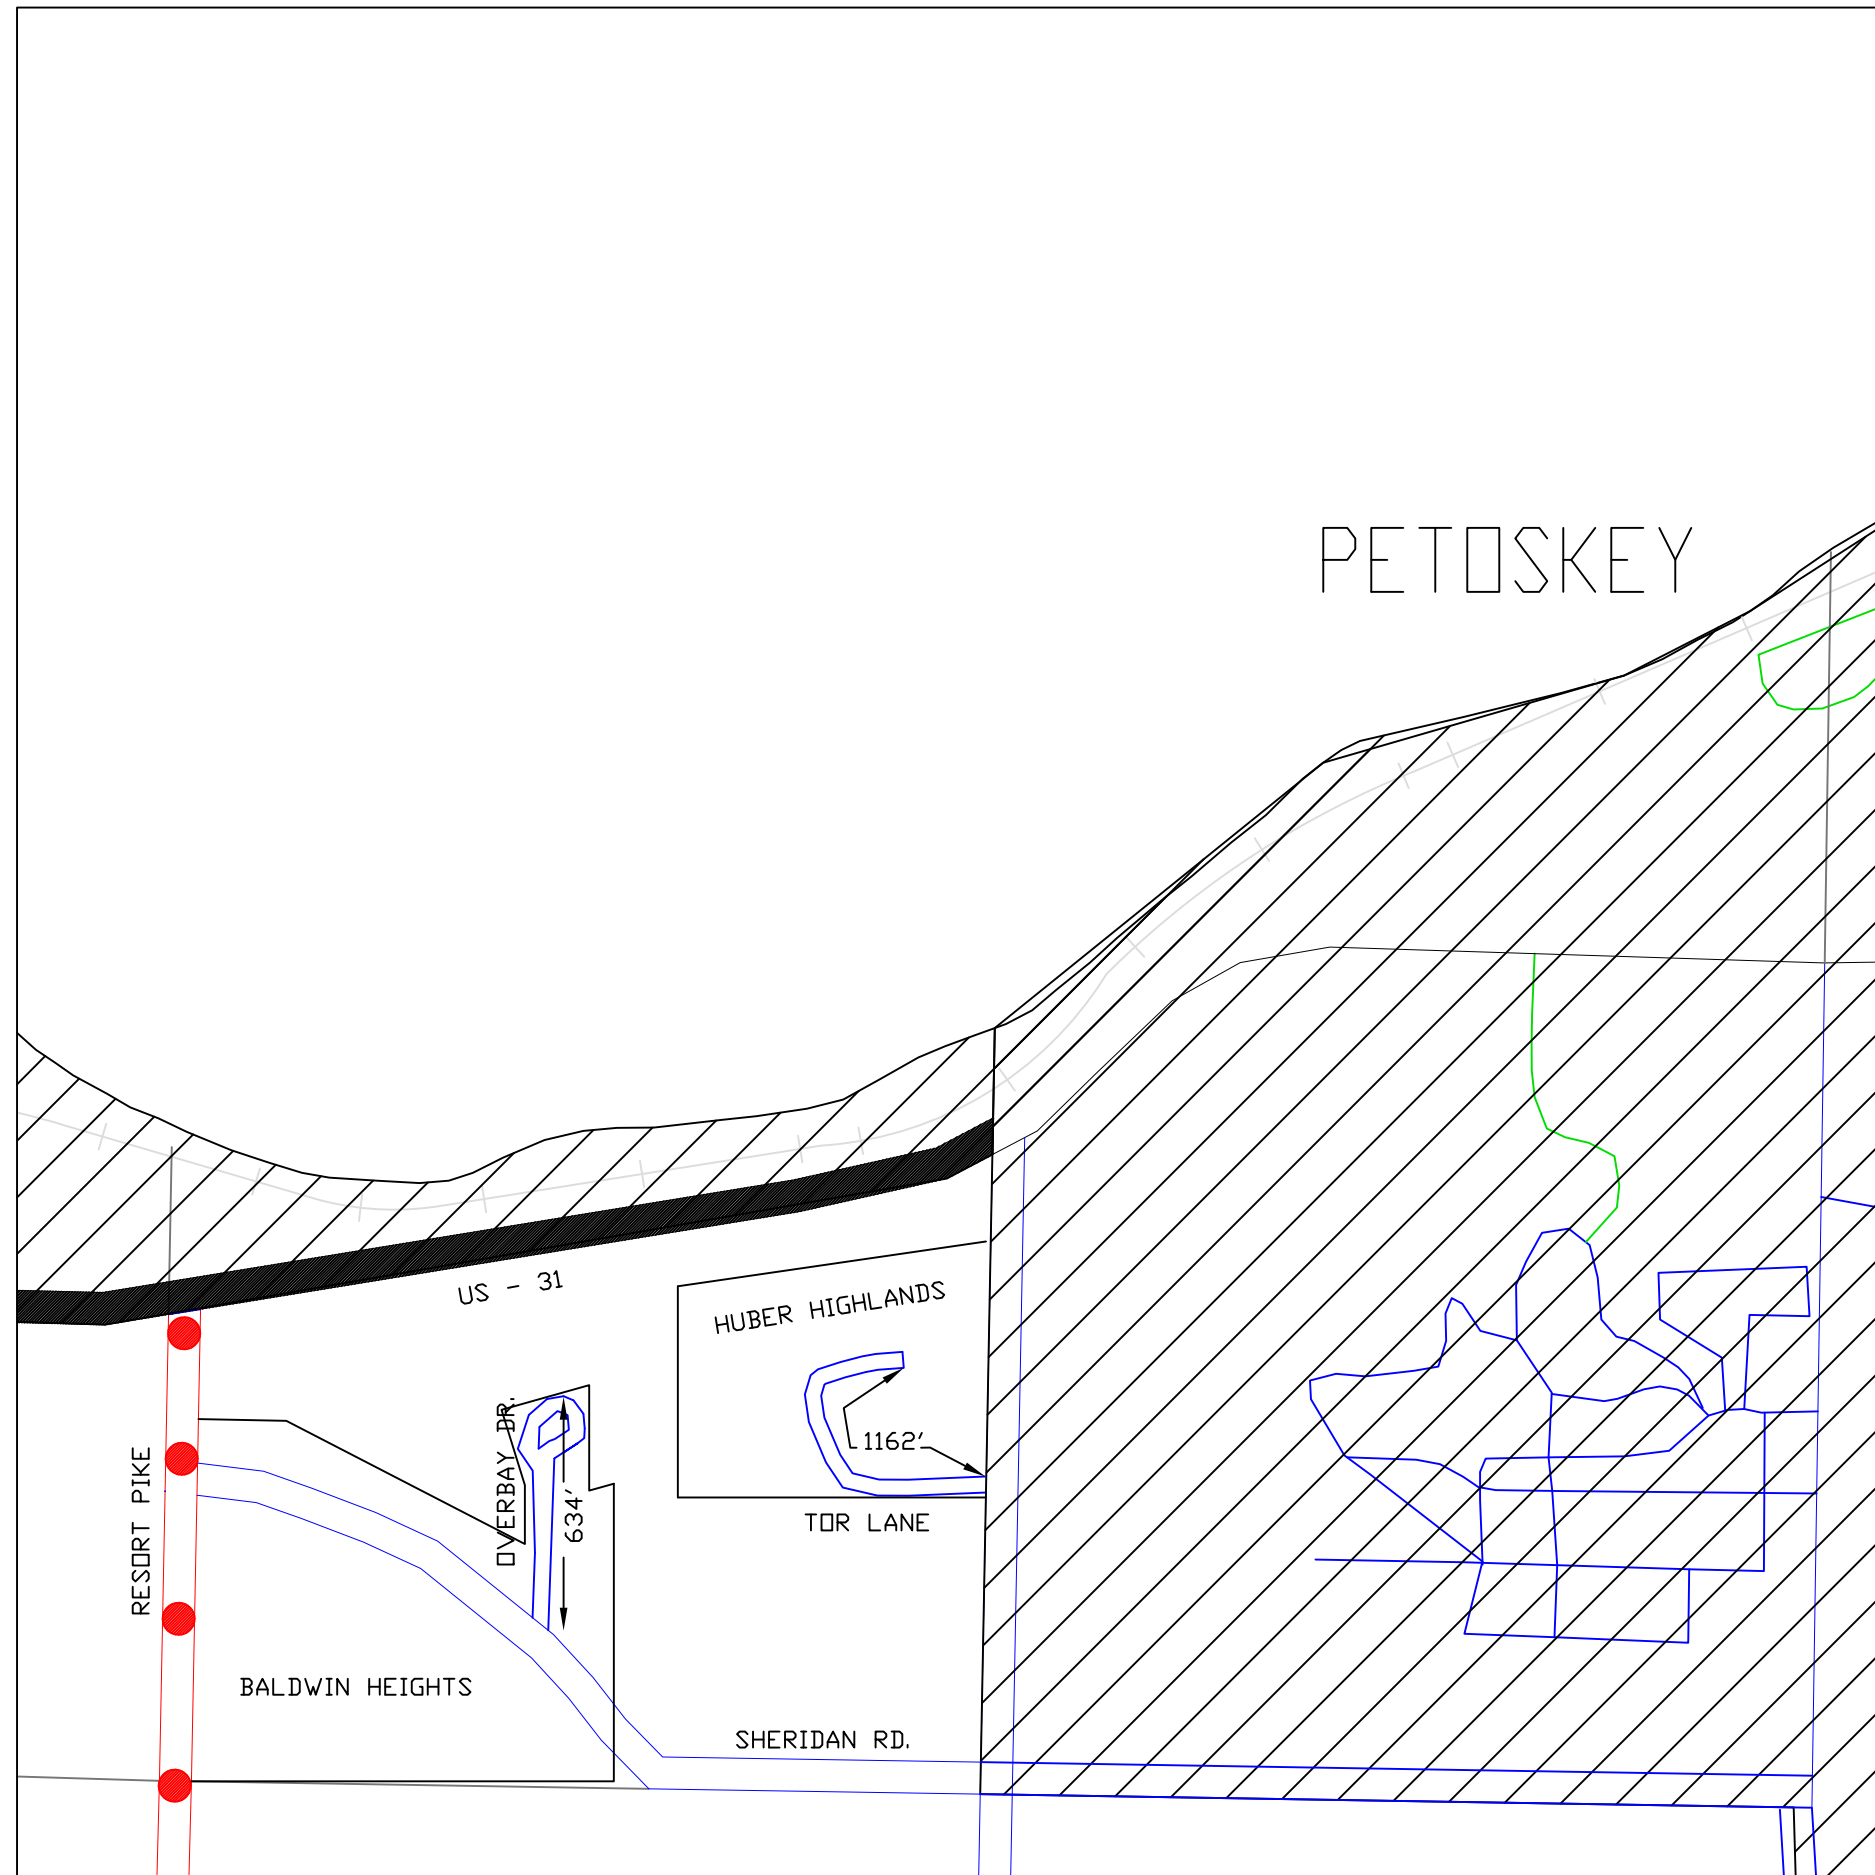 PETOSKEY
US - 31
HUBER HIGHLANDS
1162'
TOR LANE
OVERBAY DR.
634'
RESORT PIKE
BALDWIN HEIGHTS
SHERIDAN RD.